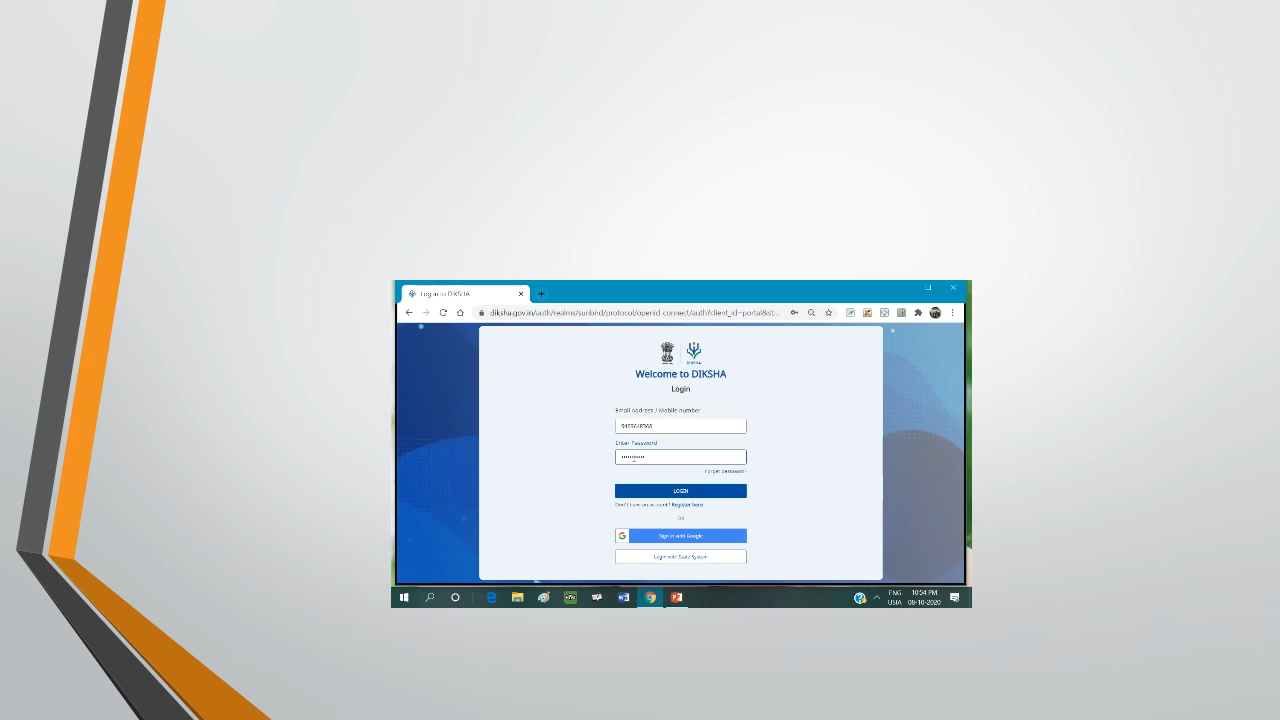 Log in to DIKSHA
diksha.gov.in/auth/realms/sunbird/protocol/openid-connect/auth?client_id=portal&st...
DIKSHA
Welcome to DIKSHA
Login
Email Address / Mobile number
Enter Password
••••••••••
Forgot password?
LOGIN
Don't have an account? Register here
OR
Sign in with Google
Login with State System
ENG 10:54 PM
USIA 08-10-2020